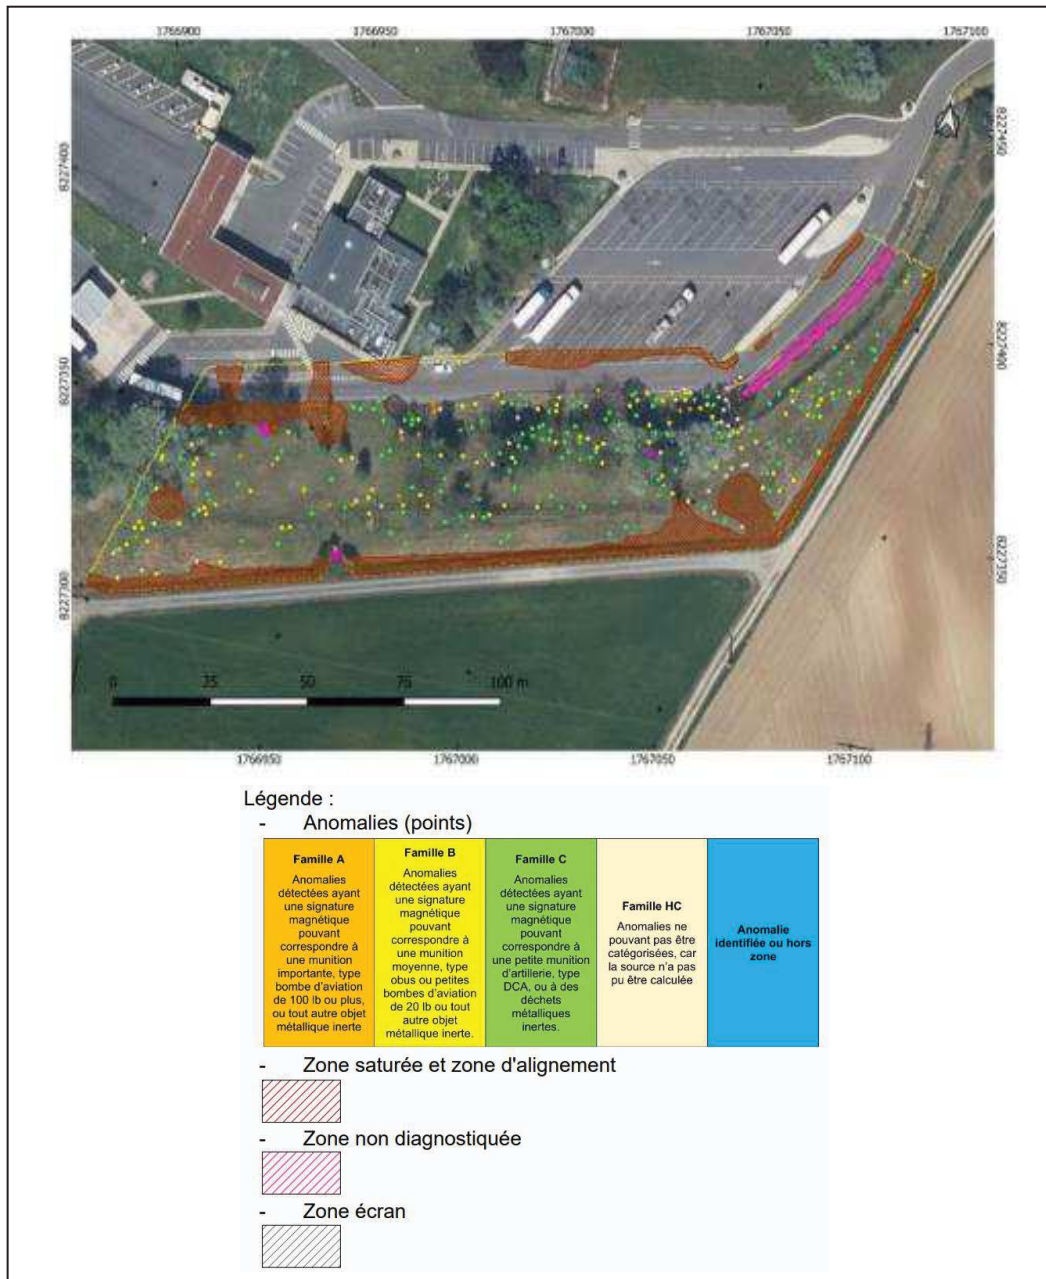 1766900 1766950 1767000 1767050 1767100
8227400
8227450
8227350
8227400
8227300
8227350
0 25 50 75 100 m
1766950 1767000 1767050 1767100
Légende :
- Anomalies (points)
Famille A
Anomalies
détectées ayant
une signature
magnétique
pouvant
correspondre à
une munition
importante, type
bombe d'aviation
de 100 lb ou plus,
ou tout autre objet
métallique inerte
Famille B
Anomalies
détectées ayant
une signature
magnétique
pouvant
correspondre à
une munition
moyenne, type
obus ou petites
bombes d'aviation
de 20 lb ou tout
autre objet
métallique inerte.
Famille C
Anomalies
détectées ayant
une signature
magnétique
pouvant
correspondre à
une petite munition
d'artillerie, type
DCA, ou à des
déchets
métalliques
inertes.
Famille HC
Anomalies ne
pouvant pas être
catégorisées, car
la source n'a pas
pu être calculée
Anomalie
identifiée ou hors
zone
- Zone saturée et zone d'alignement
- Zone non diagnostiquée
- Zone écran